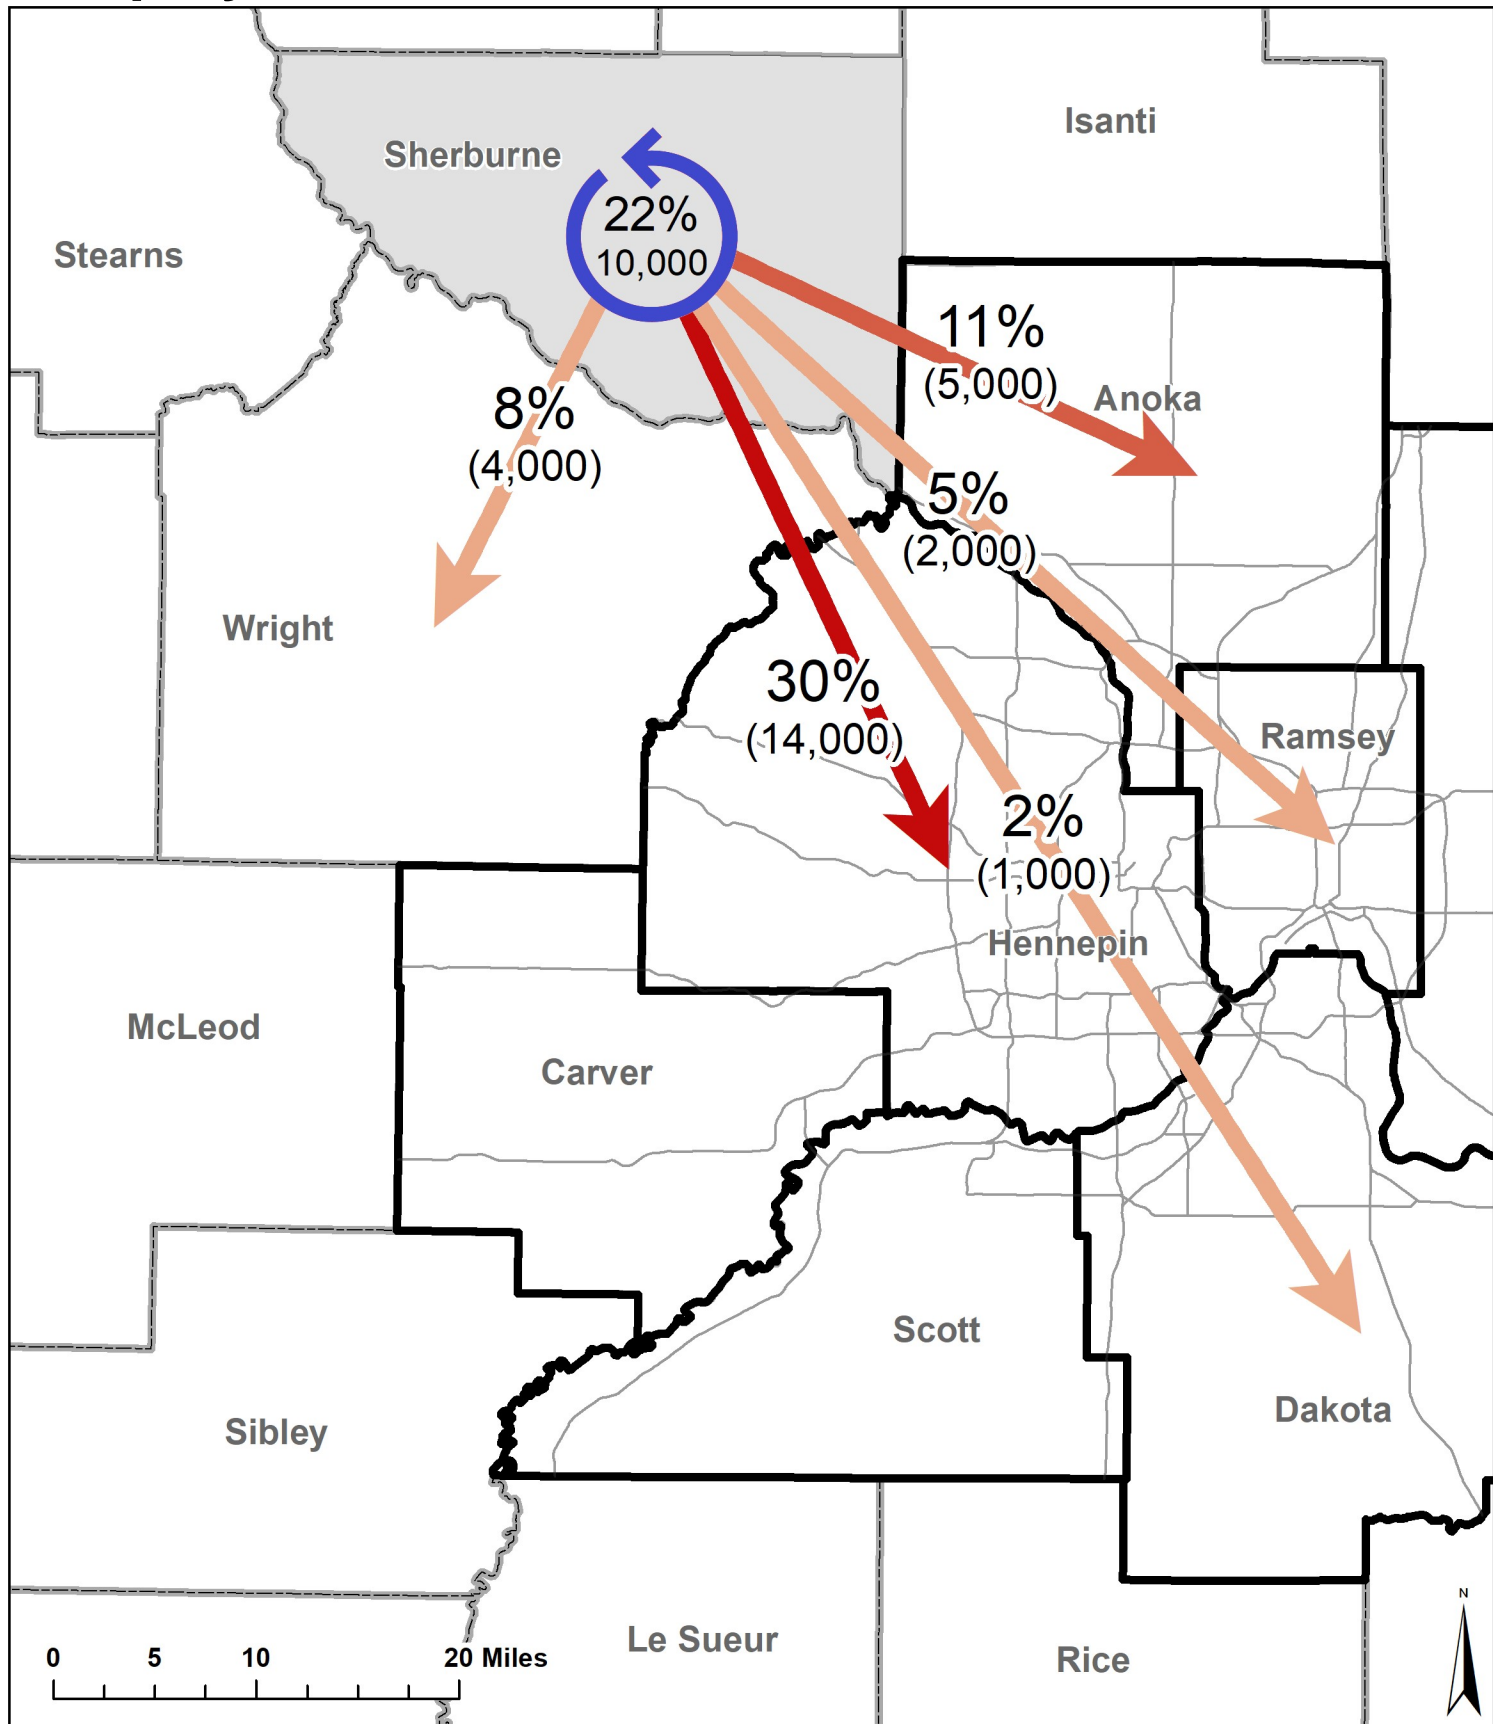 Isanti
Sherburne
22%
10,000
Stearns
11%
(5,000)
Anoka
8%
(4,000)
5%
(2,000)
Wright
30%
(14,000)
Ramsey
2%
(1,000)
Hennepin
McLeod
Carver
Scott
Dakota
Sibley
N
Le Sueur
Rice
0 5 10 20 Miles